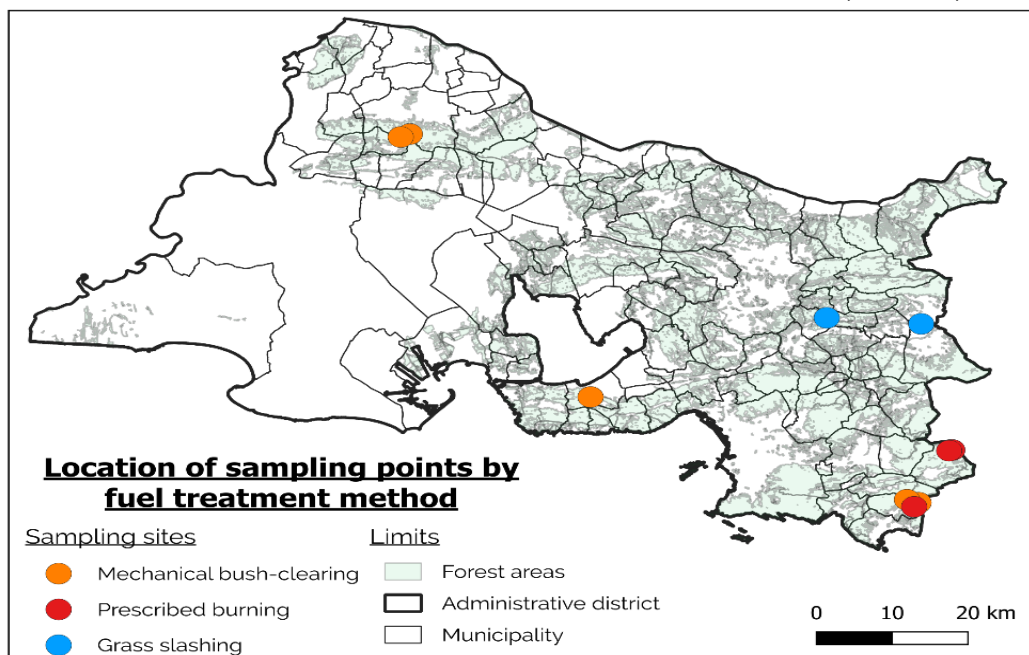 Location of sampling points by
fuel treatment method
Sampling sites
Mechanical bush-clearing
Prescribed burning
Grass slashing
Limits
Forest areas
Administrative district
Municipality
0 10 20 km